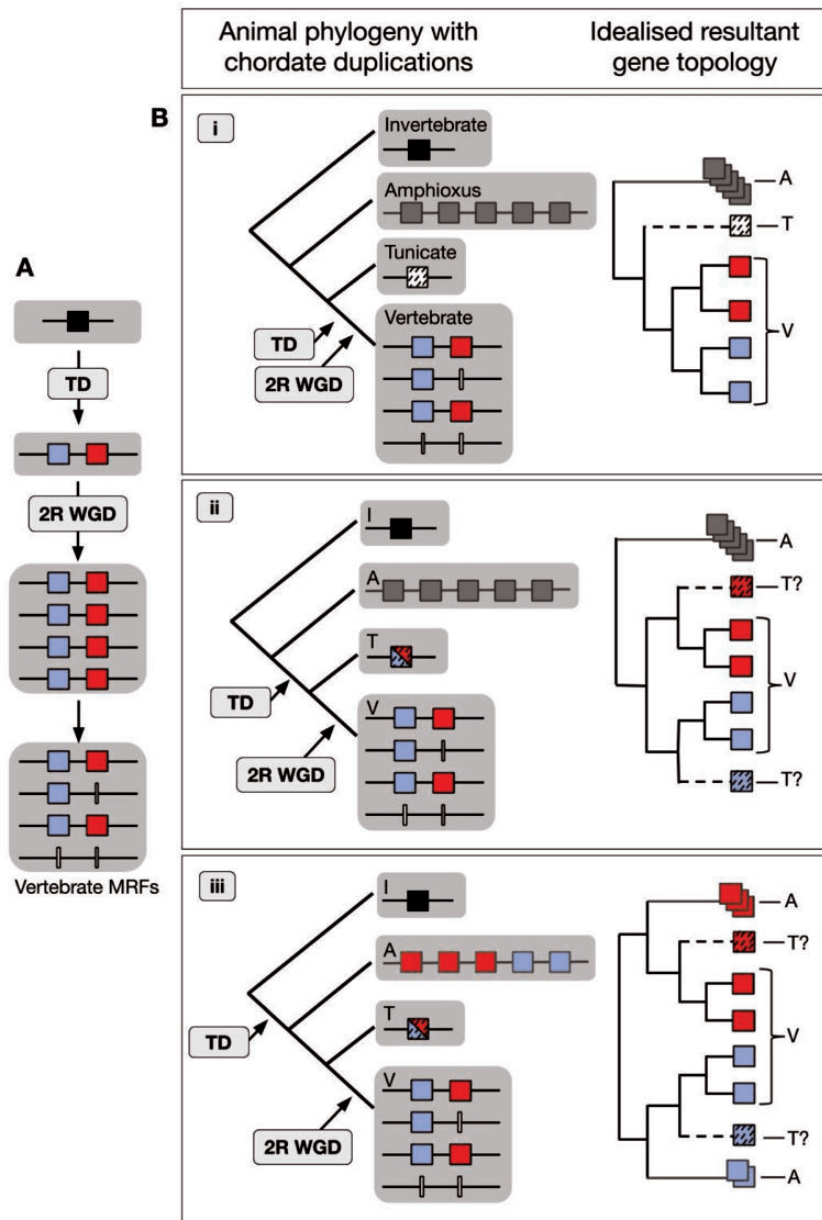 Animal phylogeny with
chordate duplications
Idealised resultant
gene topology
A
TD
2R WGD
Vertebrate MRFs
B
i
Invertebrate
Amphioxus
Tunicate
Vertebrate
TD
2R WGD
A
T
V
ii
I
A
T
V
TD
2R WGD
A
T?
V
T?
iii
I
A
T
V
TD
2R WGD
A
T?
V
T?
A